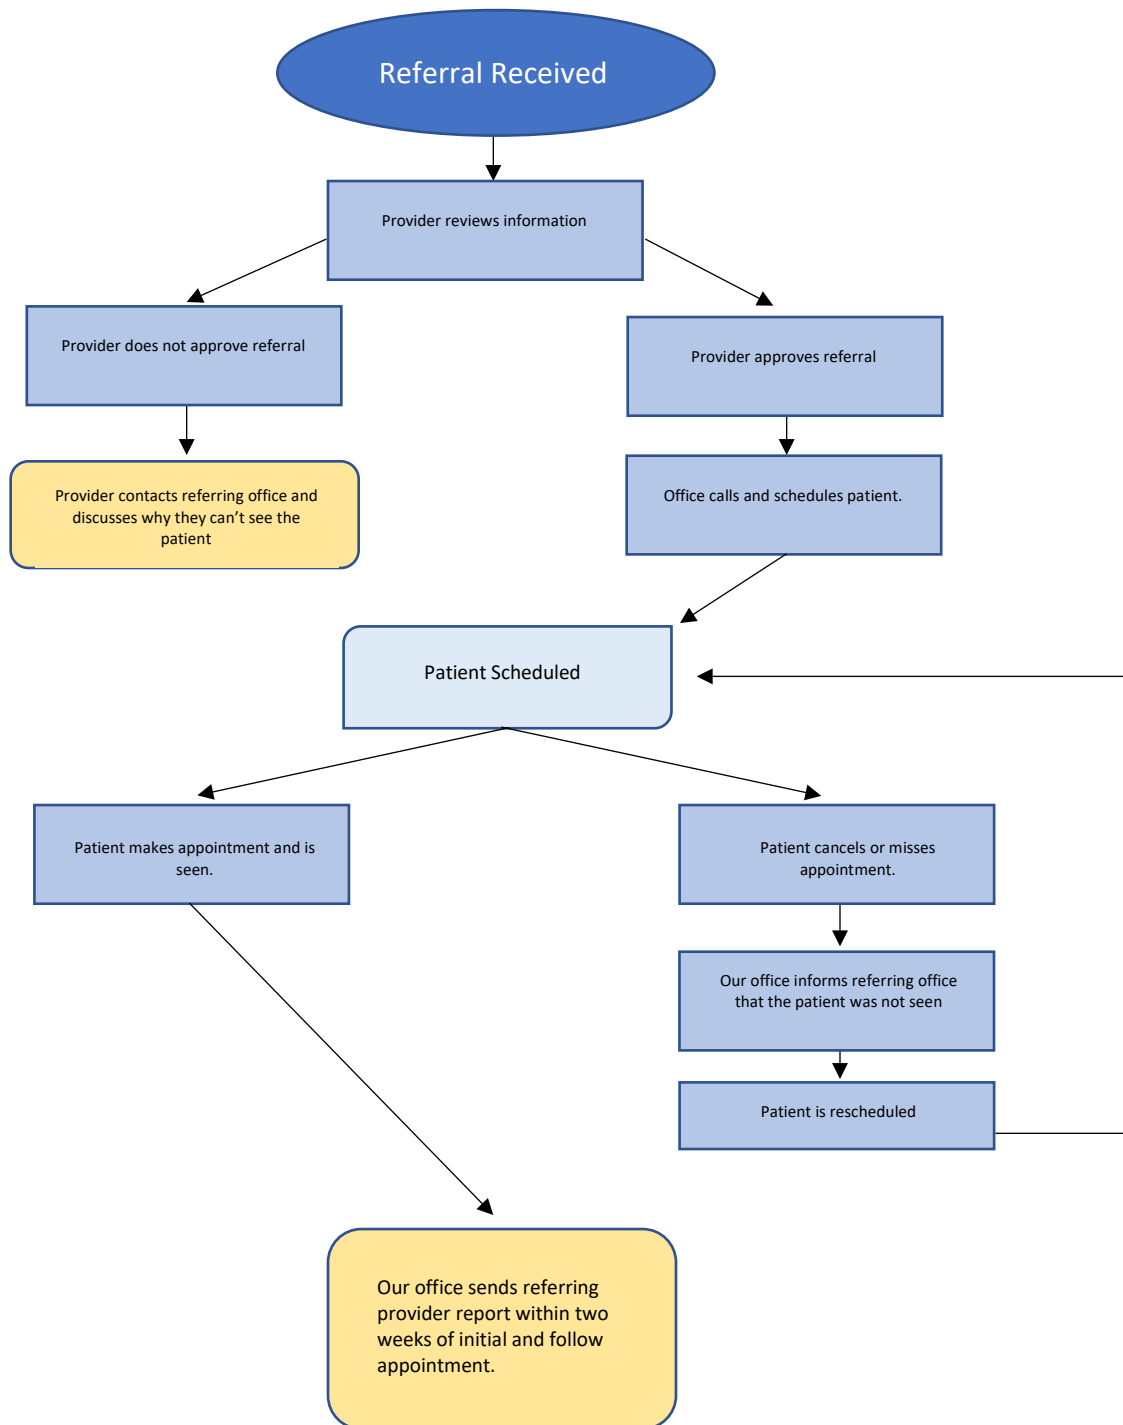 Referral Received
Provider reviews information
Provider does not approve referral
Provider approves referral
Provider contacts referring office and
discusses why they can’t see the
patient
Office calls and schedules patient.
Patient Scheduled
Patient makes appointment and is
seen.
Patient cancels or misses
appointment.
Our office informs referring office
that the patient was not seen
Patient is rescheduled
Our office sends referring
provider report within two
weeks of initial and follow
appointment.